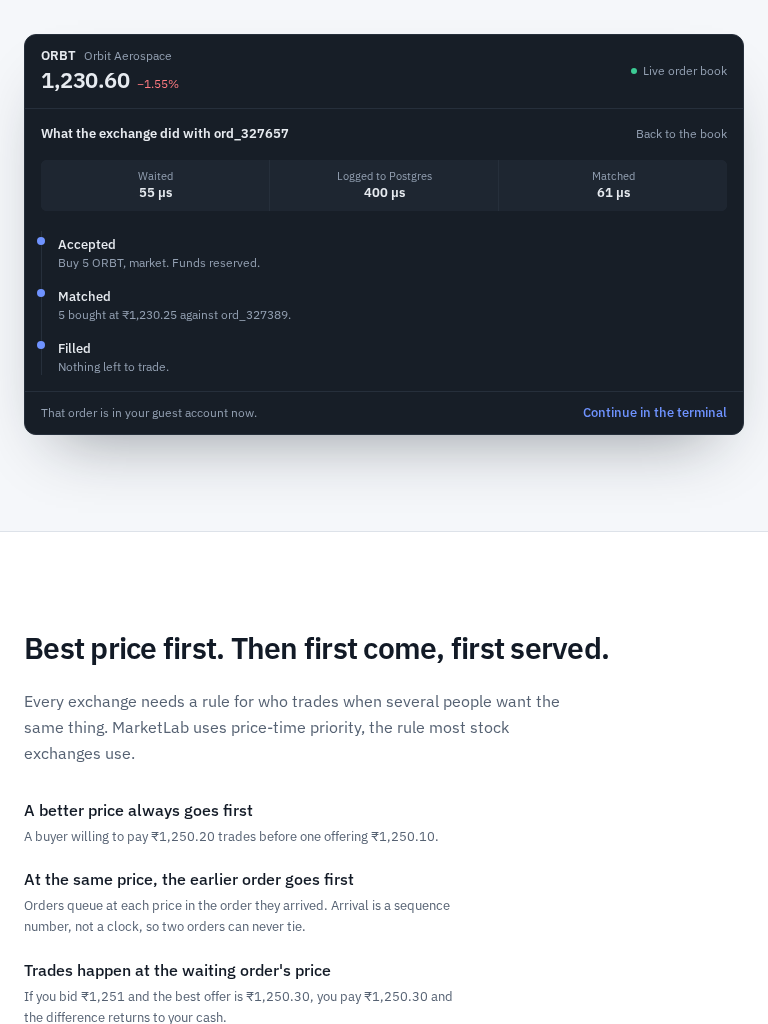 ORBT Orbit Aerospace
1,230.60 −1.55%
Live order book
What the exchange did with ord_327657
Back to the book
Waited
55 µs
Logged to Postgres
400 µs
Matched
61 µs
Accepted
Buy 5 ORBT, market. Funds reserved.
Matched
5 bought at ₹1,230.25 against ord_327389.
Filled
Nothing left to trade.
That order is in your guest account now.
Continue in the terminal
Best price first. Then first come, first served.
Every exchange needs a rule for who trades when several people want the
same thing. MarketLab uses price-time priority, the rule most stock
exchanges use.
A better price always goes first
A buyer willing to pay ₹1,250.20 trades before one offering ₹1,250.10.
At the same price, the earlier order goes first
Orders queue at each price in the order they arrived. Arrival is a sequence
number, not a clock, so two orders can never tie.
Trades happen at the waiting order's price
If you bid ₹1,251 and the best offer is ₹1,250.30, you pay ₹1,250.30 and
the difference returns to your cash.